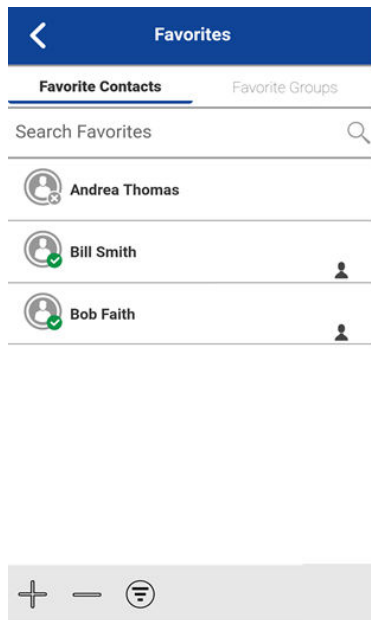 Favorites
Favorite Contacts Favorite Groups
Search Favorites
Andrea Thomas
Bill Smith
Bob Faith